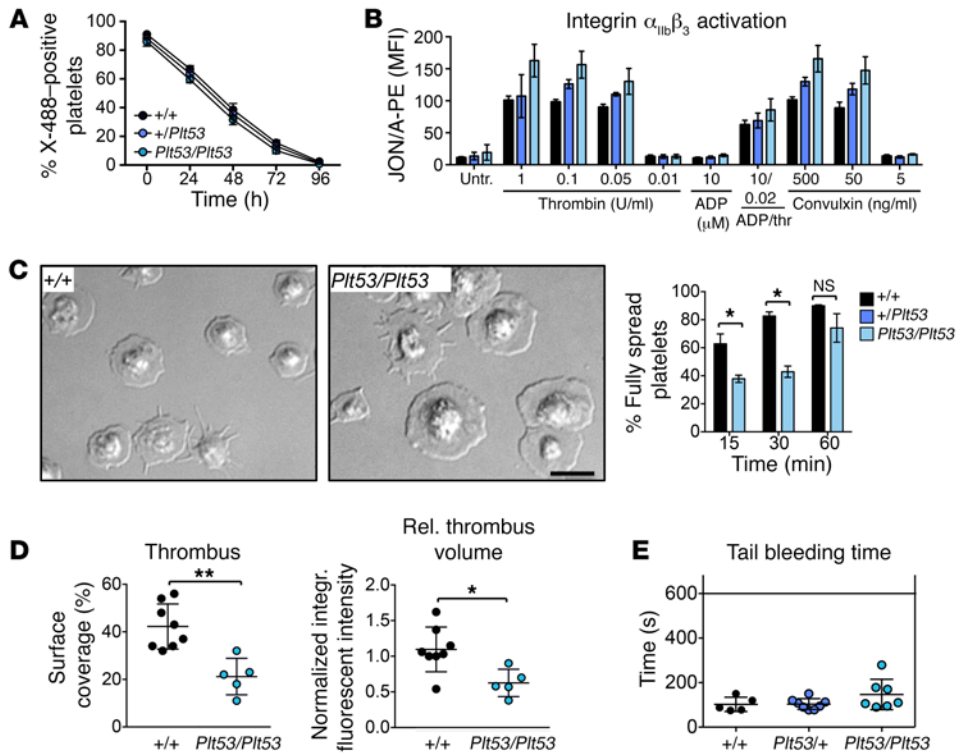 A
% X-488–positive
platelets
100
80
60
40
20
0
+/+
+/Plt53
Plt53/Plt53
0 24 48 72 96
Time (h)
B
Integrin αIIbβ3 activation
JON/A-PE (MFI)
200
150
100
50
0
Untr. 1 0.1 0.05 0.01 10 10/ 500 50 5
0.02
Thrombin (U/ml) ADP ADP/thr Convulxin (ng/ml)
(μM)
C
+/+
Plt53/Plt53
% Fully spread
platelets
100
80
60
40
20
0
* * NS
+/+
+/Plt53
Plt53/Plt53
15 30 60
Time (min)
D
Thrombus
Surface
coverage (%)
60
40
20
0
**
+/+ Plt53/Plt53
Rel. thrombus
volume
Normalized integr.
fluorescent intensity
2.0
1.5
1.0
0.5
0.0
*
+/+ Plt53/Plt53
E
Tail bleeding time
Time (s)
600
400
200
0
+/+ Plt53/+ Plt53/Plt53